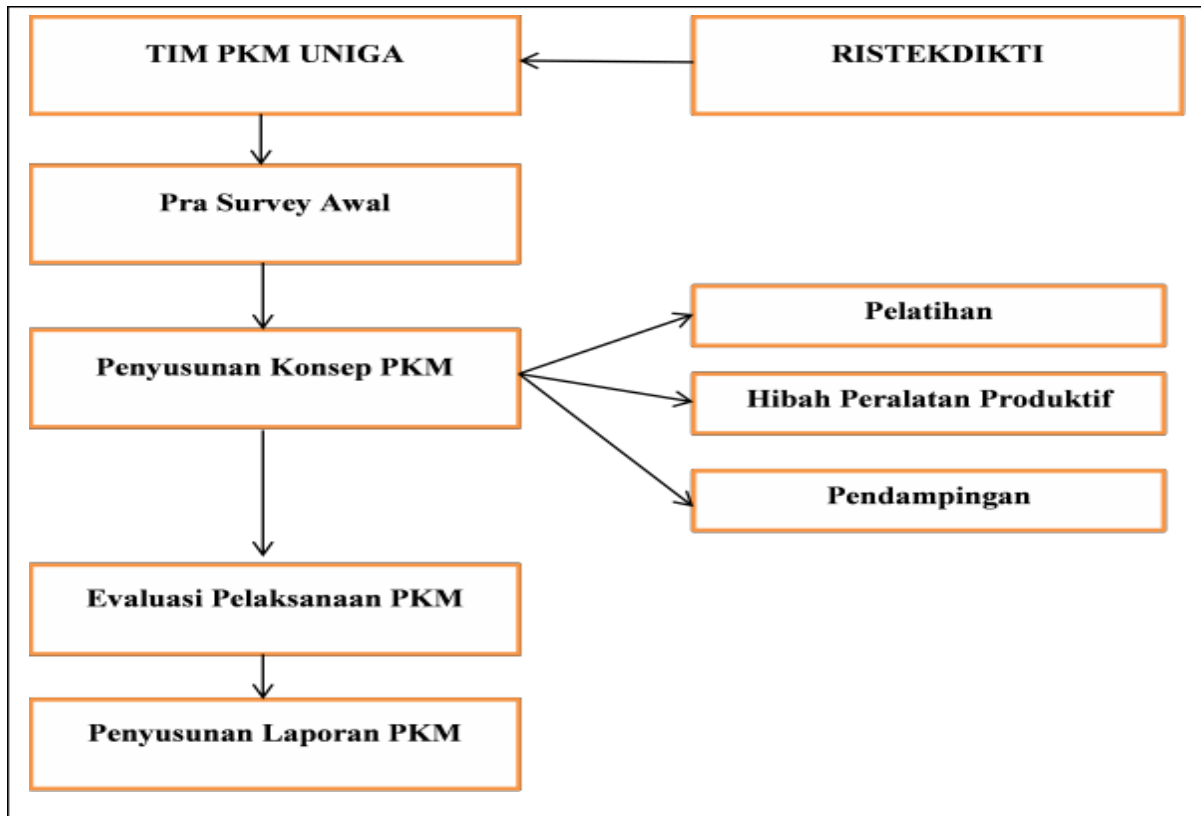 TIM PKM UNIGA
RISTEKDIKTI
Pra Survey Awal
Penyusunan Konsep PKM
Pelatihan
Hibah Peralatan Produktif
Pendampingan
Evaluasi Pelaksanaan PKM
Penyusunan Laporan PKM